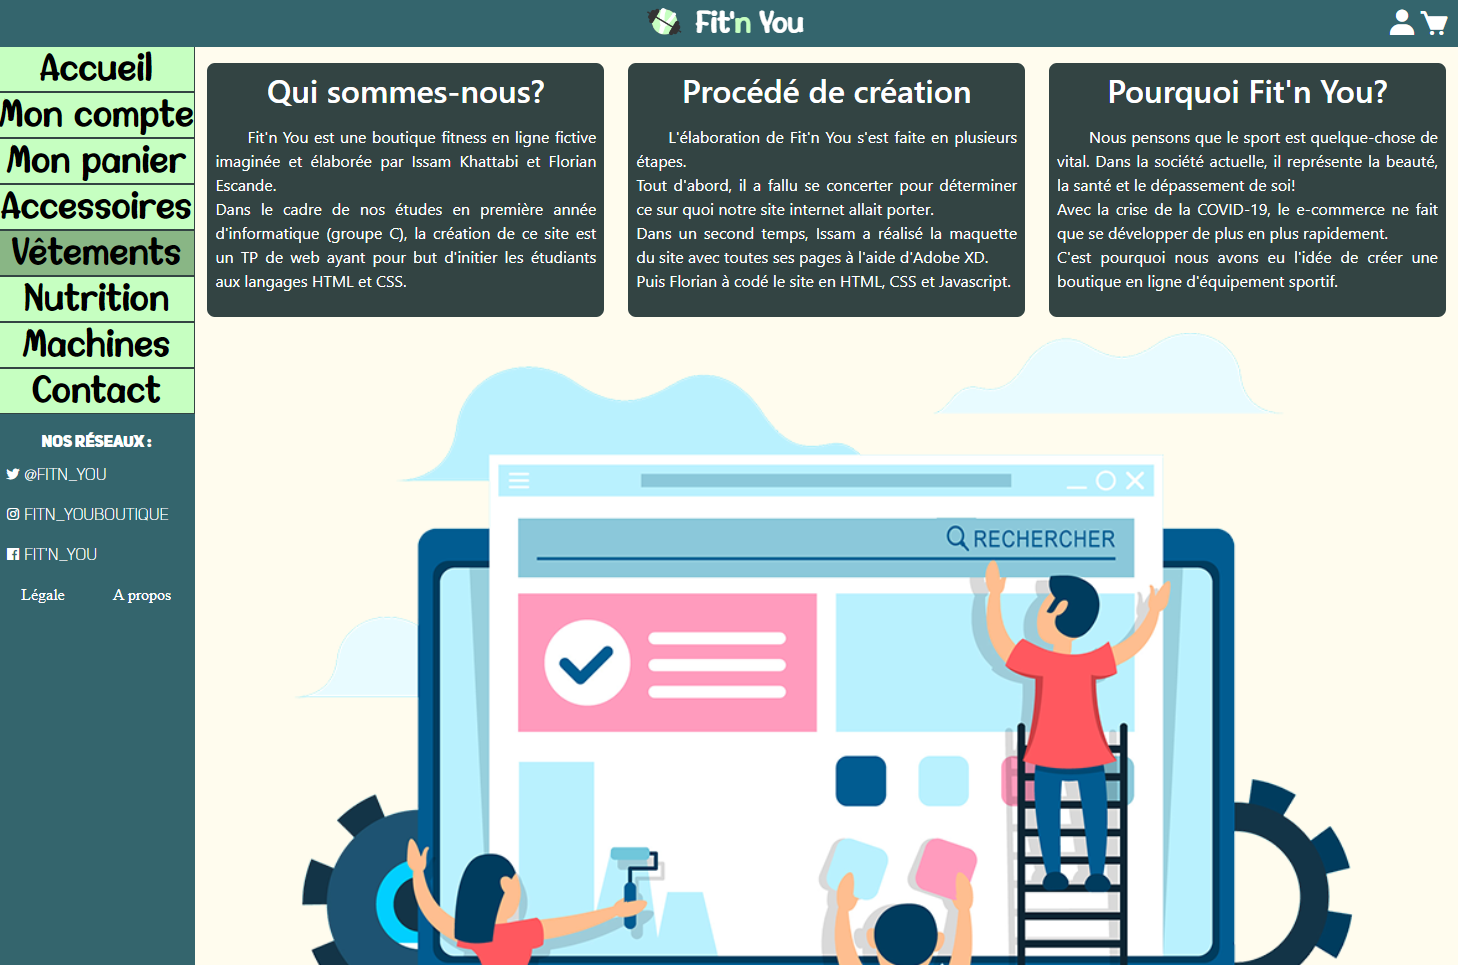 Fit'n You
Accueil
Mon compte
Mon panier
Accessoires
Vêtements
Nutrition
Machines
Contact
NOS RÉSEAUX :
@FITN_YOU
FITN_YOUBOUTIQUE
FIT'N_YOU
Légale
A propos
Qui sommes-nous?
Fit'n You est une boutique fitness en ligne fictive
imaginée et élaborée par Issam Khattabi et Florian
Escande.
Dans le cadre de nos études en première année
d'informatique (groupe C), la création de ce site est
un TP de web ayant pour but d'initier les étudiants
aux langages HTML et CSS.
Procédé de création
L'élaboration de Fit'n You s'est faite en plusieurs
étapes.
Tout d'abord, il a fallu se concerter pour déterminer
ce sur quoi notre site internet allait porter.
Dans un second temps, Issam a réalisé la maquette
du site avec toutes ses pages à l'aide d'Adobe XD.
Puis Florian à codé le site en HTML, CSS et Javascript.
Pourquoi Fit'n You?
Nous pensons que le sport est quelque-chose de
vital. Dans la société actuelle, il représente la beauté,
la santé et le dépassement de soi!
Avec la crise de la COVID-19, le e-commerce ne fait
que se développer de plus en plus rapidement.
C'est pourquoi nous avons eu l'idée de créer une
boutique en ligne d'équipement sportif.
RECHERCHER